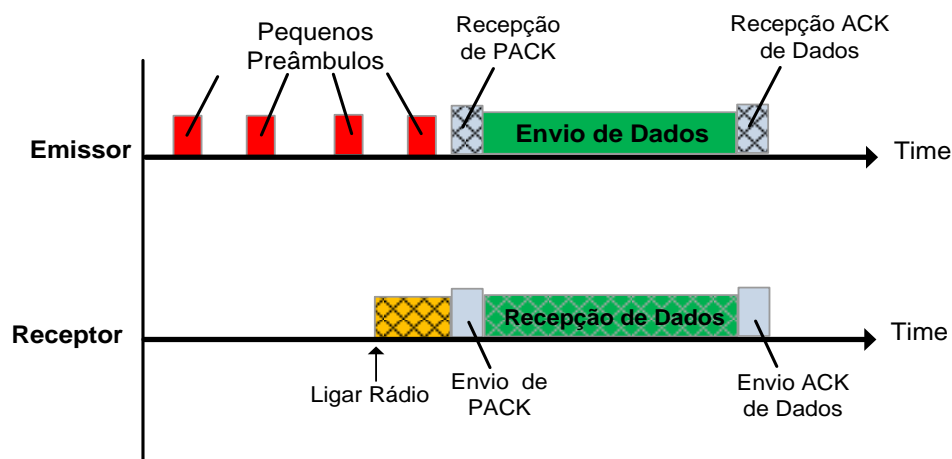 Pequenos
Preâmbulos
Recepção
de PACK
Recepção ACK
de Dados
Emissor
Envio de Dados
Time
Receptor
Recepção de Dados
Time
Ligar Rádio
Envio de
PACK
Envio ACK
de Dados